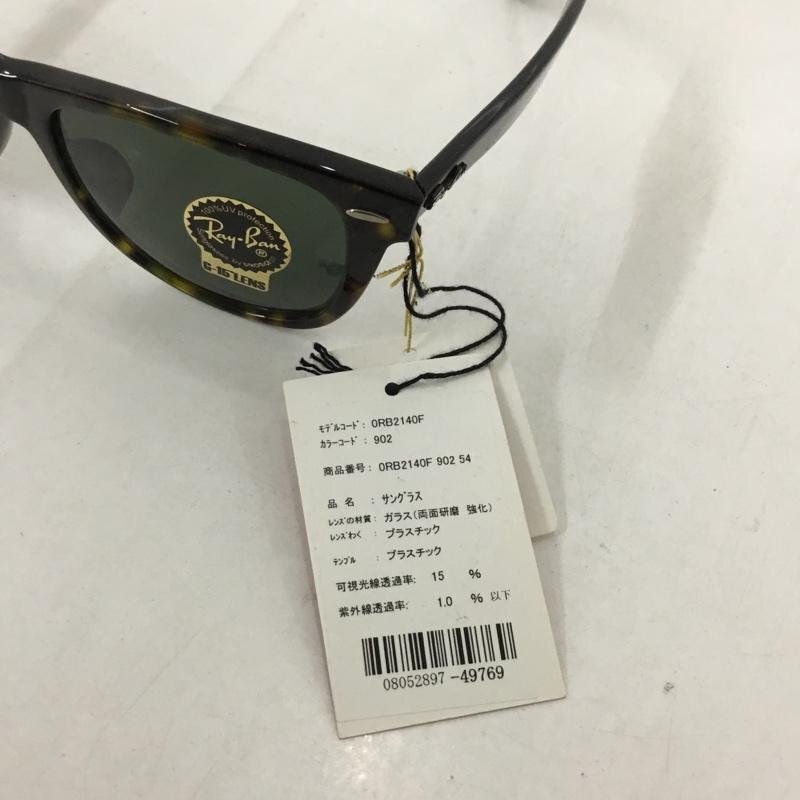 100% UV protection
Ray-Ban®
G-15 LENS
モデルコード: 0RB2140F
カラーコード: 902
商品番号: 0RB2140F 902 54
品 名 : サングラス
レンズの材質: ガラス(両面研磨 強化)
レンズわく : プラスチック
テンプル : プラスチック
可視光線透過率: 15 %
紫外線透過率: 1.0 % 以下
08052897 -49769